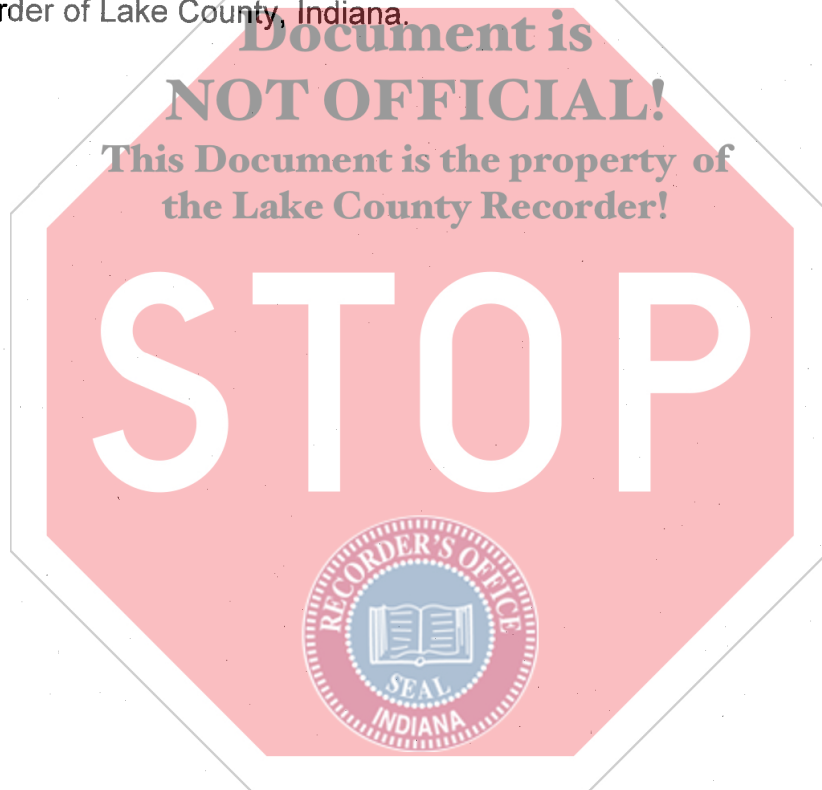 rder of Lake County, Indiana.
Document is
NOT OFFICIAL!
This Document is the property of
the Lake County Recorder!
STOP
RECORDER'S OFFICE
SEAL
INDIANA